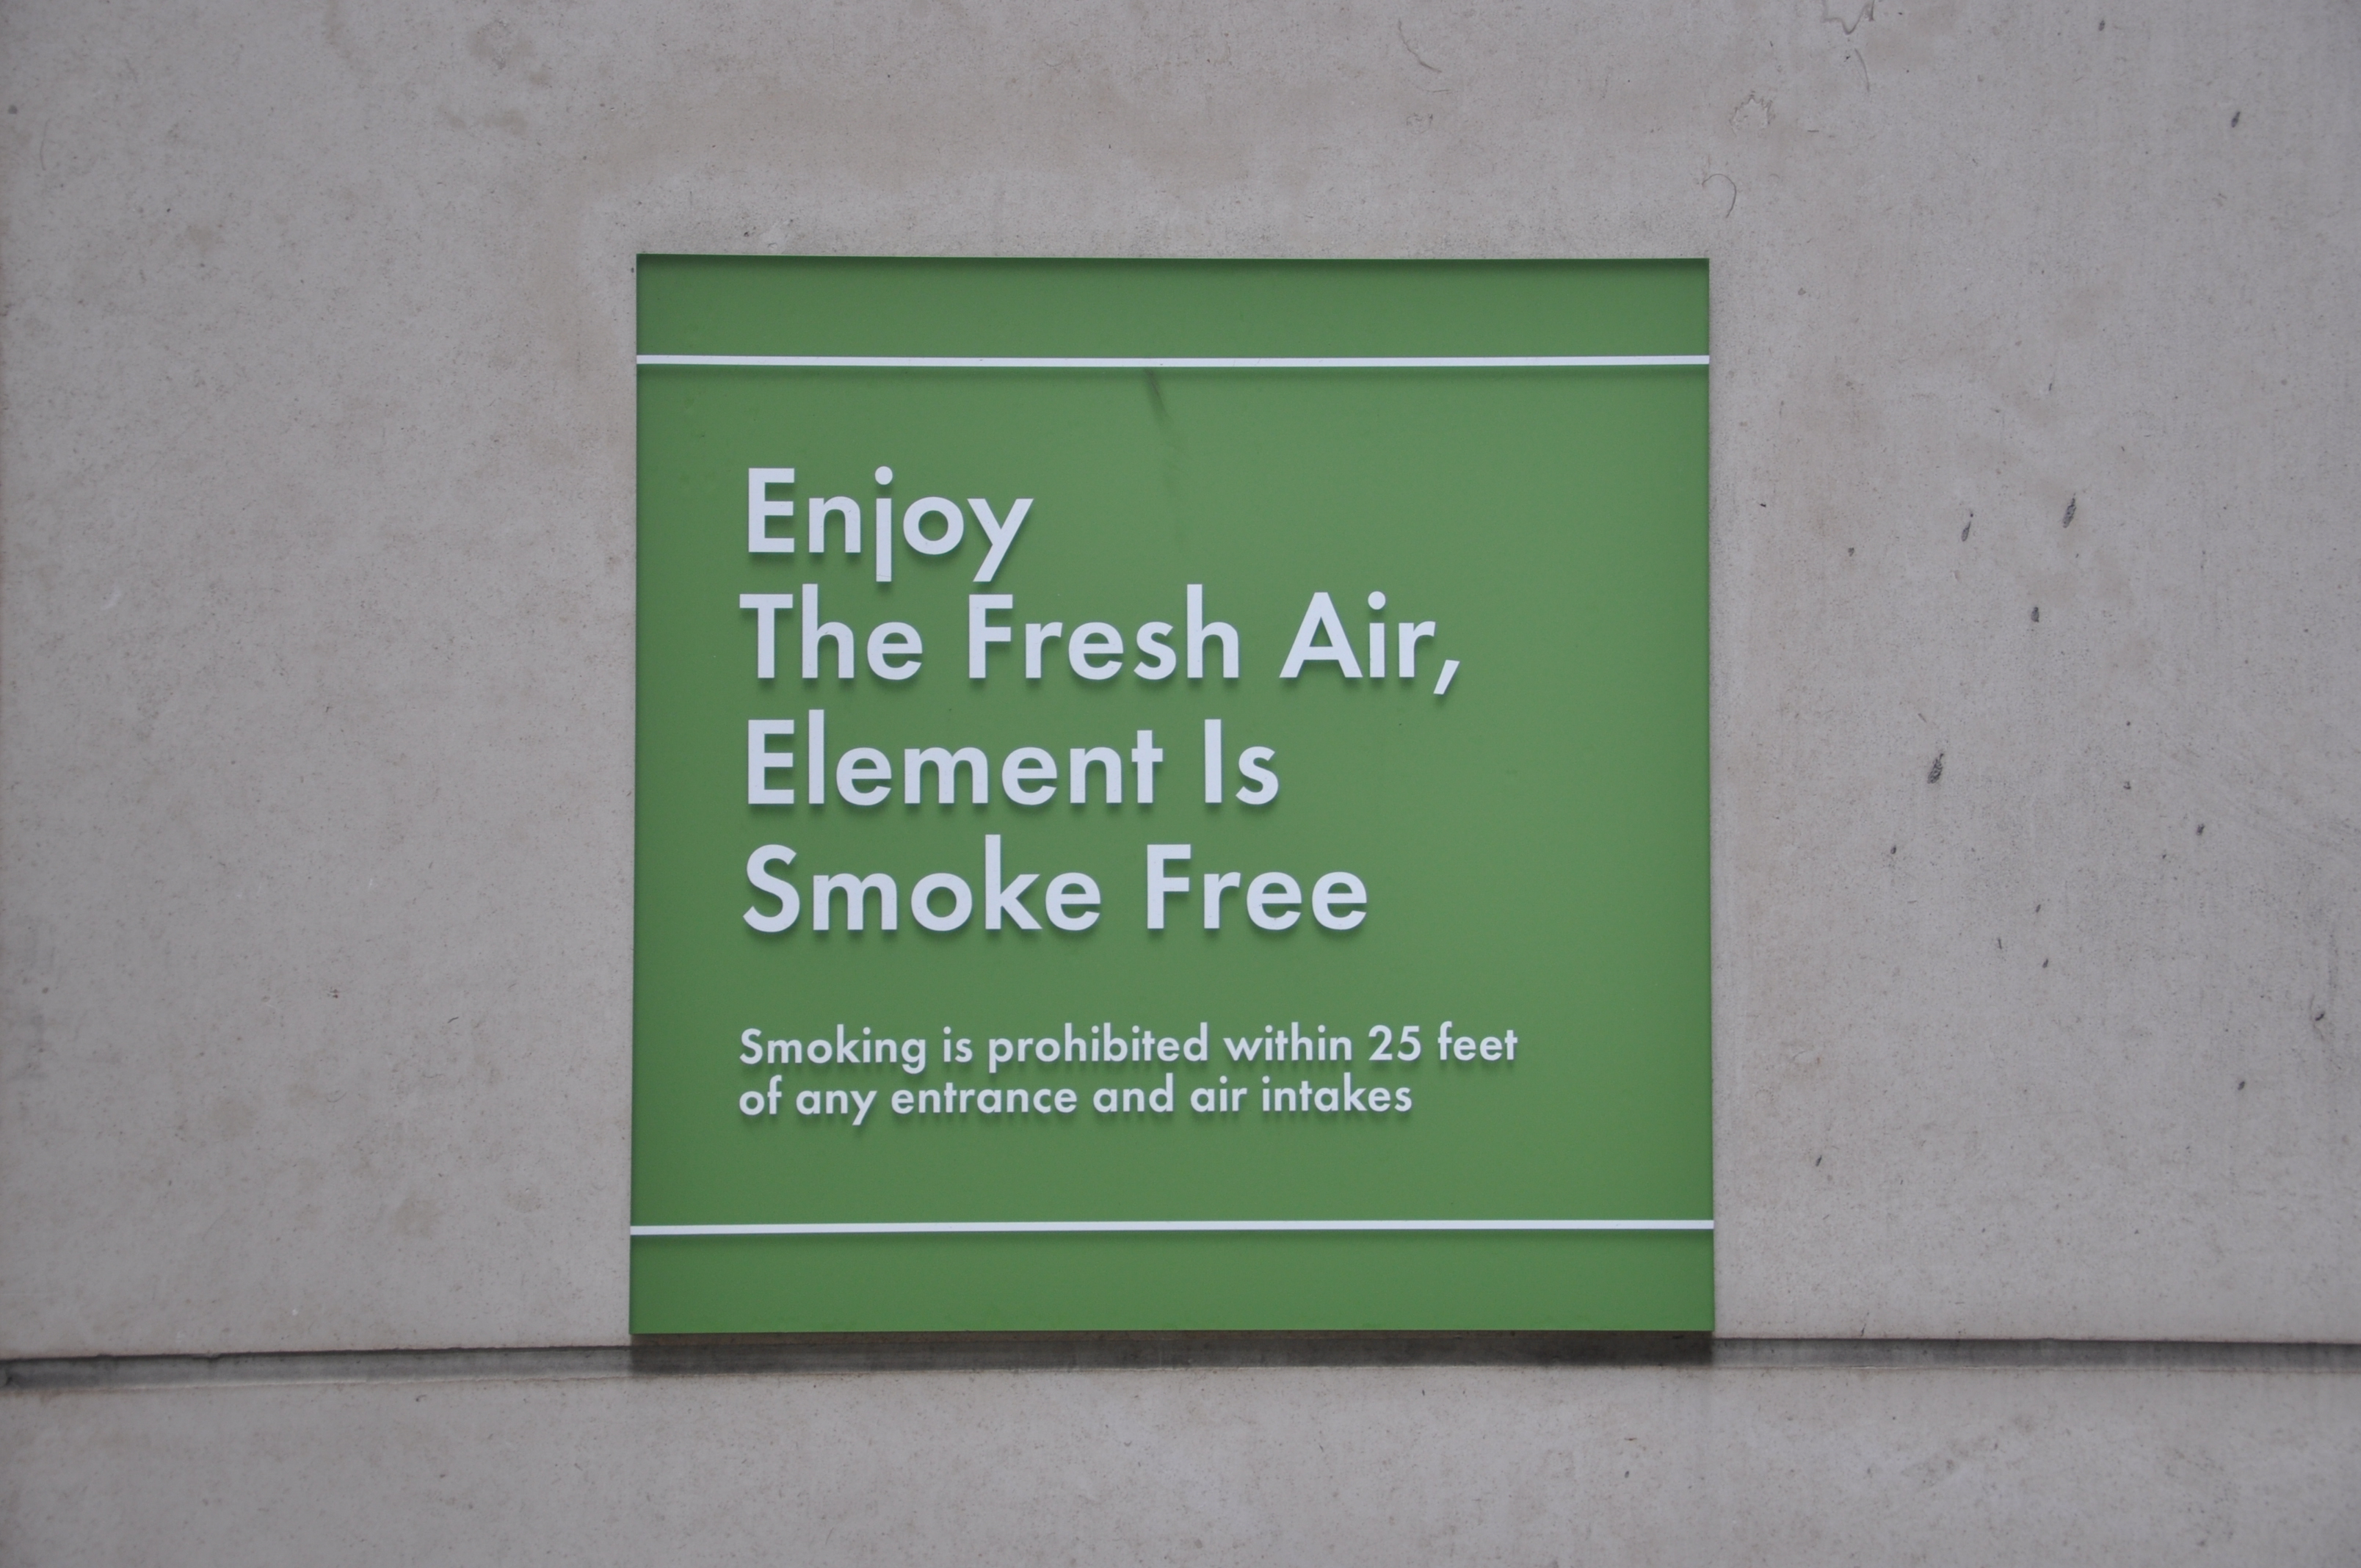 Enjoy
The Fresh Air,
Element Is
Smoke Free
Smoking is prohibited within 25 feet
of any entrance and air intakes